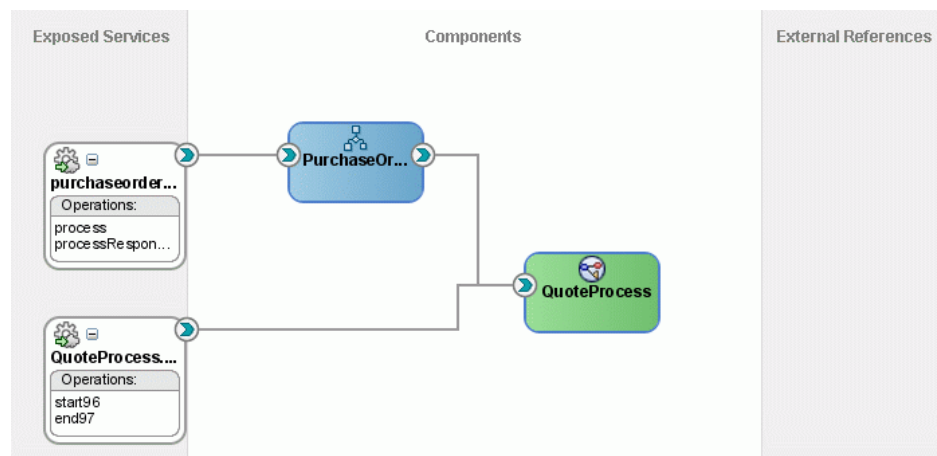 Exposed Services
Components
External References
purchaseorder...
Operations:
process
processRespon...
PurchaseOr...
QuoteProcess
QuoteProcess....
Operations:
start96
end97